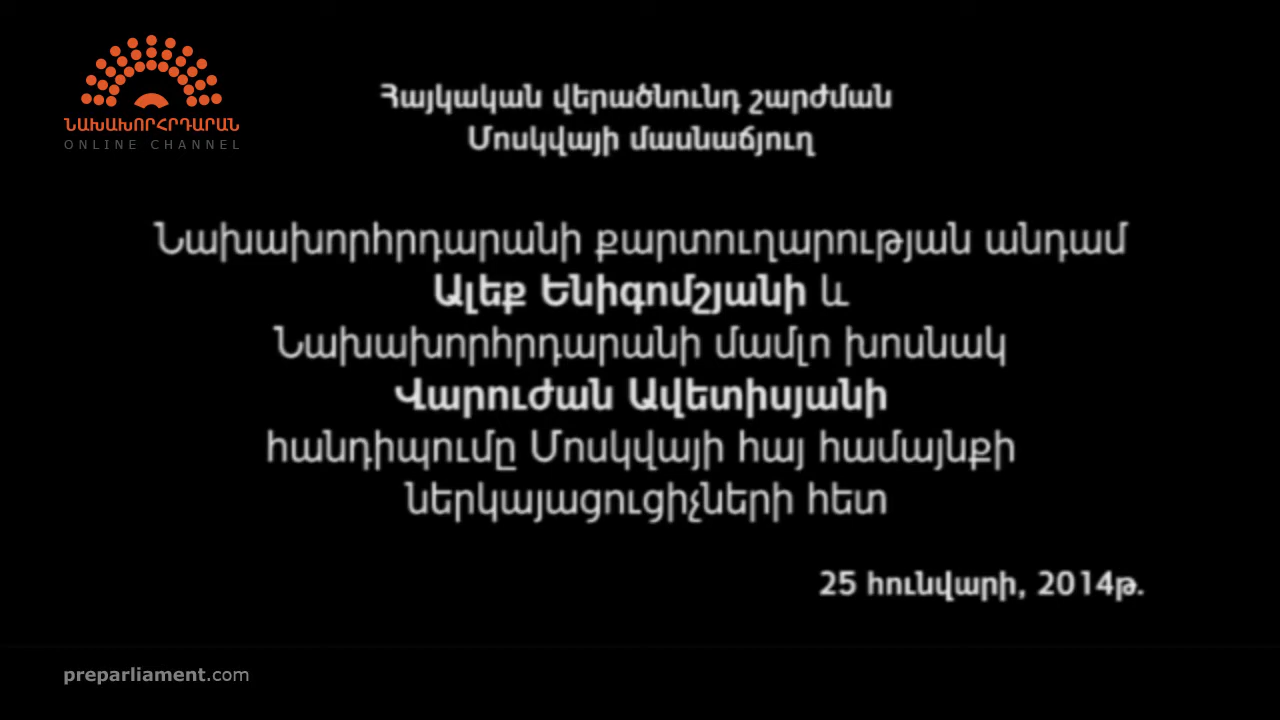 ՆԱԽԱԽՈՐՀՐԴԱՐԱՆ
ONLINE CHANNEL
Հայկական վերածնունդ շարժման
Մոսկվայի մասնաճյուղ
Նախախորհրդարանի քարտուղարության անդամ
Ալեք Ենիգոմշյանի և
Նախախորհրդարանի մամլո խոսնակ
Վարուժան Ավետիսյանի
հանդիպումը Մոսկվայի հայ համայնքի
ներկայացուցիչների հետ
25 հունվարի, 2014թ.
preparliament.com